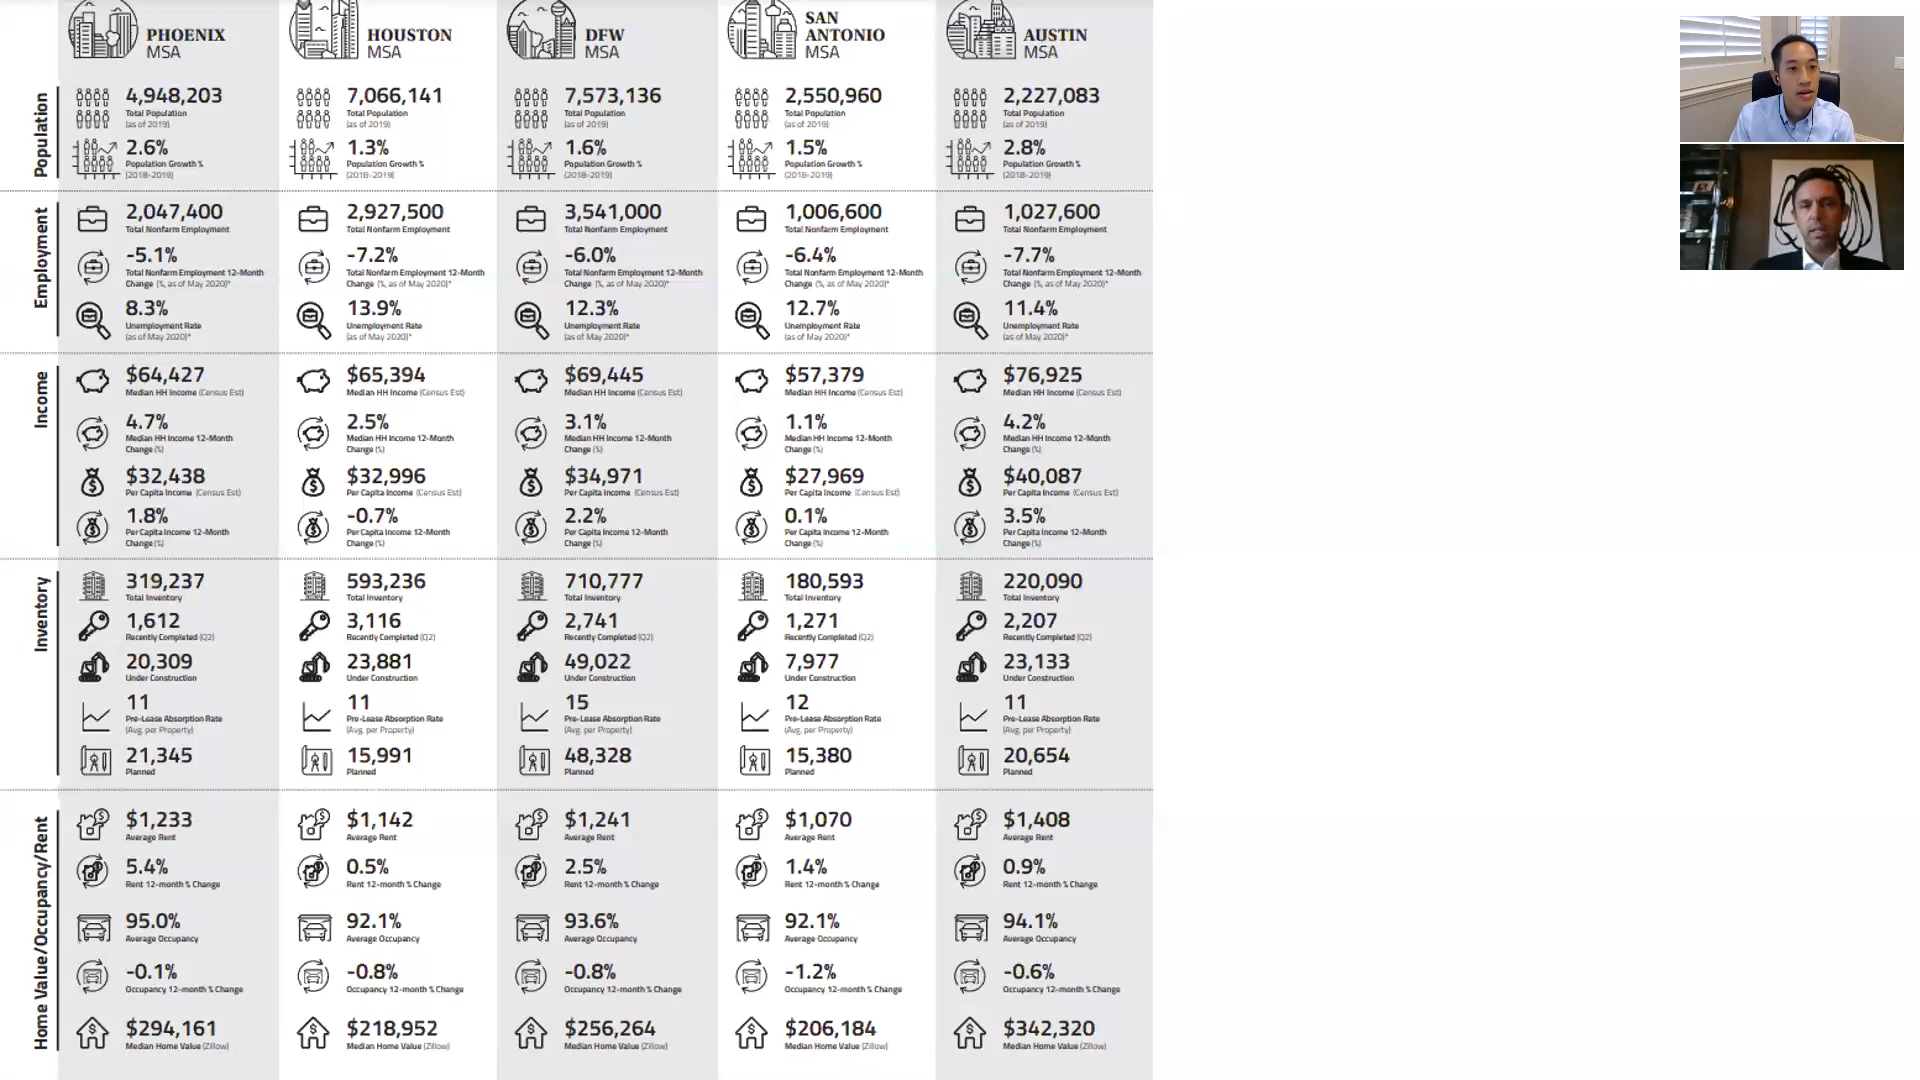 PHOENIX
MSA
HOUSTON
MSA
DFW
MSA
SAN
ANTONIO
MSA
AUSTIN
MSA
Population
4,948,203
Total Population
(as of 2019)
7,066,141
Total Population
(as of 2019)
7,573,136
Total Population
(as of 2019)
2,550,960
Total Population
(as of 2019)
2,227,083
Total Population
(as of 2019)
2.6%
Population Growth %
(2018-2019)
1.3%
Population Growth %
(2018-2019)
1.6%
Population Growth %
(2018-2019)
1.5%
Population Growth %
(2018-2019)
2.8%
Population Growth %
(2018-2019)
Employment
2,047,400
Total Nonfarm Employment
2,927,500
Total Nonfarm Employment
3,541,000
Total Nonfarm Employment
1,006,600
Total Nonfarm Employment
1,027,600
Total Nonfarm Employment
-5.1%
Total Nonfarm Employment 12-Month
Change (%, as of May 2020)*
-7.2%
Total Nonfarm Employment 12-Month
Change (%, as of May 2020)*
-6.0%
Total Nonfarm Employment 12-Month
Change (%, as of May 2020)*
-6.4%
Total Nonfarm Employment 12-Month
Change (%, as of May 2020)*
-7.7%
Total Nonfarm Employment 12-Month
Change (%, as of May 2020)*
8.3%
Unemployment Rate
(as of May 2020)*
13.9%
Unemployment Rate
(as of May 2020)*
12.3%
Unemployment Rate
(as of May 2020)*
12.7%
Unemployment Rate
(as of May 2020)*
11.4%
Unemployment Rate
(as of May 2020)*
Income
$64,427
Median HH Income (Census Est)
$65,394
Median HH Income (Census Est)
$69,445
Median HH Income (Census Est)
$57,379
Median HH Income (Census Est)
$76,925
Median HH Income (Census Est)
4.7%
Median HH Income 12-Month
Change (%)
2.5%
Median HH Income 12-Month
Change (%)
3.1%
Median HH Income 12-Month
Change (%)
1.1%
Median HH Income 12-Month
Change (%)
4.2%
Median HH Income 12-Month
Change (%)
$32,438
Per Capita Income (Census Est)
$32,996
Per Capita Income (Census Est)
$34,971
Per Capita Income (Census Est)
$27,969
Per Capita Income (Census Est)
$40,087
Per Capita Income (Census Est)
1.8%
Per Capita Income 12-Month
Change (%)
-0.7%
Per Capita Income 12-Month
Change (%)
2.2%
Per Capita Income 12-Month
Change (%)
0.1%
Per Capita Income 12-Month
Change (%)
3.5%
Per Capita Income 12-Month
Change (%)
Inventory
319,237
Total Inventory
593,236
Total Inventory
710,777
Total Inventory
180,593
Total Inventory
220,090
Total Inventory
1,612
Recently Completed (Q2)
3,116
Recently Completed (Q2)
2,741
Recently Completed (Q2)
1,271
Recently Completed (Q2)
2,207
Recently Completed (Q2)
20,309
Under Construction
23,881
Under Construction
49,022
Under Construction
7,977
Under Construction
23,133
Under Construction
11
Pre-Lease Absorption Rate
(Avg. per Property)
11
Pre-Lease Absorption Rate
(Avg. per Property)
15
Pre-Lease Absorption Rate
(Avg. per Property)
12
Pre-Lease Absorption Rate
(Avg. per Property)
11
Pre-Lease Absorption Rate
(Avg. per Property)
21,345
Planned
15,991
Planned
48,328
Planned
15,380
Planned
20,654
Planned
Home Value/Occupancy/Rent
$1,233
Average Rent
$1,142
Average Rent
$1,241
Average Rent
$1,070
Average Rent
$1,408
Average Rent
5.4%
Rent 12-month % Change
0.5%
Rent 12-month % Change
2.5%
Rent 12-month % Change
1.4%
Rent 12-month % Change
0.9%
Rent 12-month % Change
95.0%
Average Occupancy
92.1%
Average Occupancy
93.6%
Average Occupancy
92.1%
Average Occupancy
94.1%
Average Occupancy
-0.1%
Occupancy 12-month % Change
-0.8%
Occupancy 12-month % Change
-0.8%
Occupancy 12-month % Change
-1.2%
Occupancy 12-month % Change
-0.6%
Occupancy 12-month % Change
$294,161
Median Home Value (Zillow)
$218,952
Median Home Value (Zillow)
$256,264
Median Home Value (Zillow)
$206,184
Median Home Value (Zillow)
$342,320
Median Home Value (Zillow)